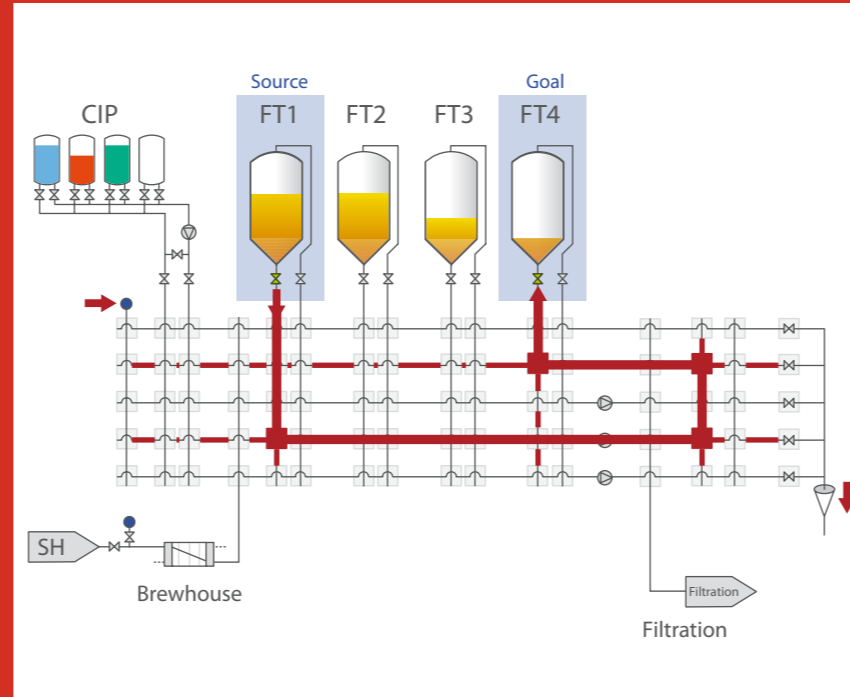 Source
Goal
CIP
FT1
FT2
FT3
FT4
SH
Brewhouse
Filtration
Filtration